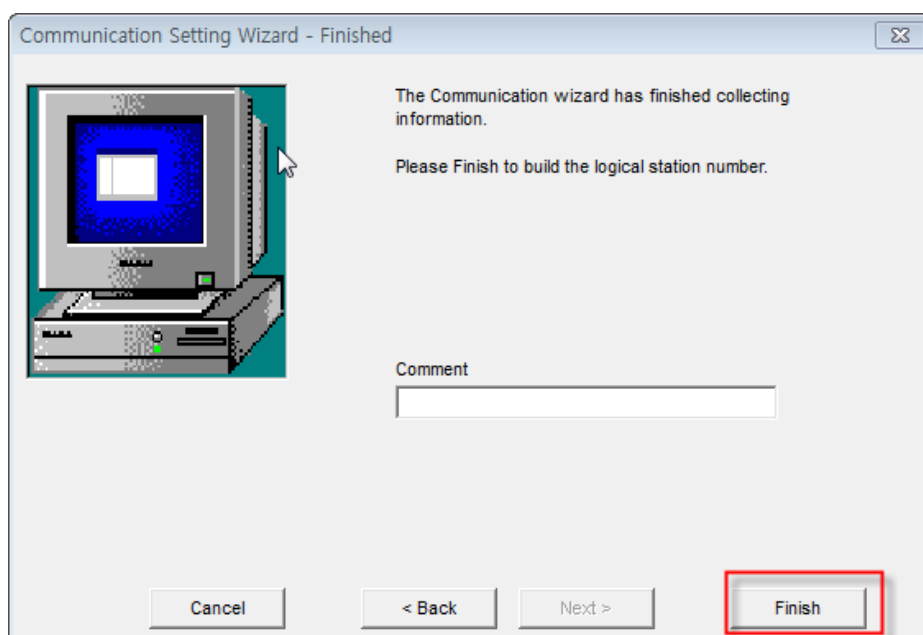 Communication Setting Wizard - Finished
The Communication wizard has finished collecting
information.
Please Finish to build the logical station number.
Comment
Cancel
< Back
Next >
Finish